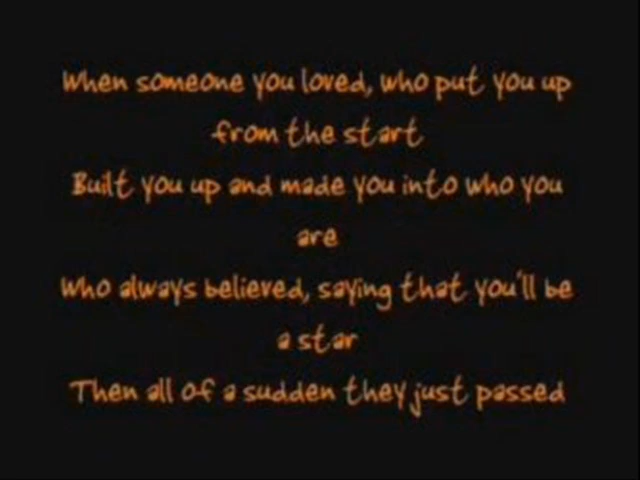 When someone you loved, who put you up
from the start
Built you up and made you into who you
are
Who always believed, saying that you'll be
a star
Then all of a sudden they just passed